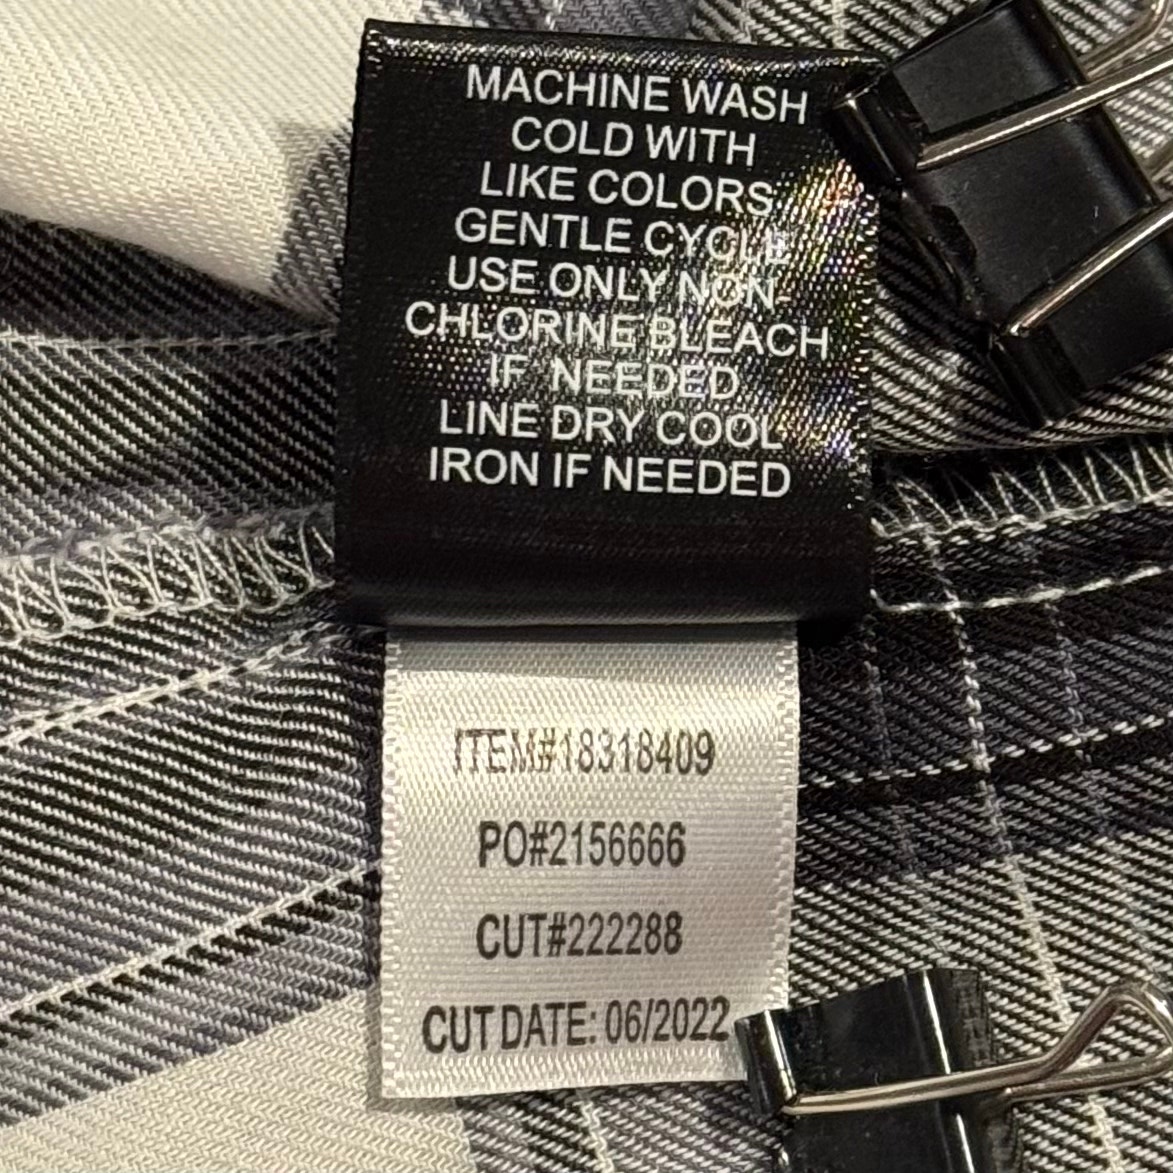 MACHINE WASH
COLD WITH
LIKE COLORS
GENTLE CYCLE
USE ONLY NON-
CHLORINE BLEACH
IF NEEDED
LINE DRY COOL
IRON IF NEEDED
ITEM#18318409
PO#2156666
CUT#222288
CUT DATE: 06/2022